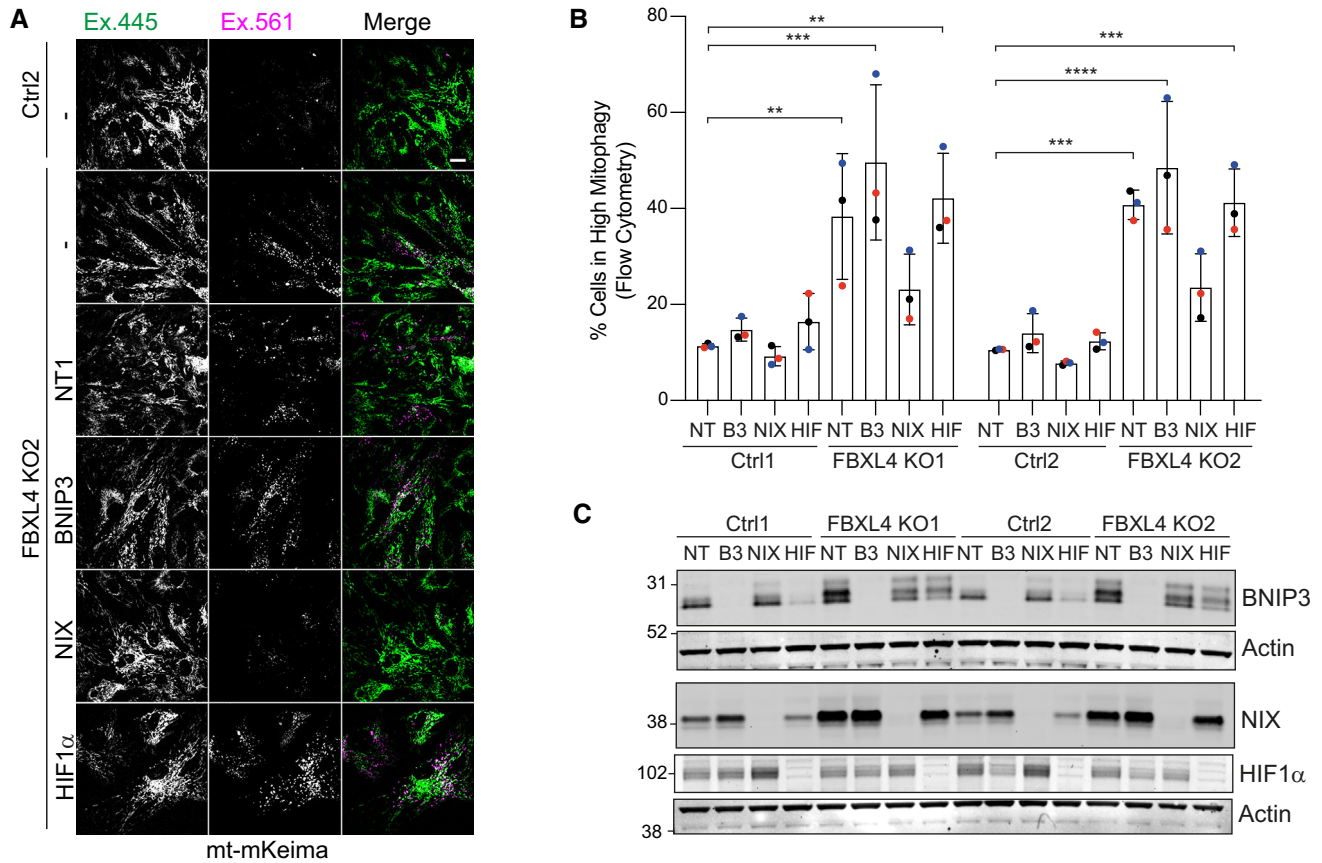 A
Ex.445 Ex.561 Merge
Ctrl2
-
FBXL4 KO2
-
NT1
BNIP3
NIX
HIF1α
mt-mKeima
B
% Cells in High Mitophagy
(Flow Cytometry)
80
60
40
20
0
** 
***
**
***
****
***
NT B3 NIX HIF NT B3 NIX HIF NT B3 NIX HIF NT B3 NIX HIF
Ctrl1 FBXL4 KO1 Ctrl2 FBXL4 KO2
C
Ctrl1 FBXL4 KO1 Ctrl2 FBXL4 KO2
NT B3 NIX HIF NT B3 NIX HIF NT B3 NIX HIF NT B3 NIX HIF
31 BNIP3
52
Actin
38 NIX
102 HIF1α
Actin
38